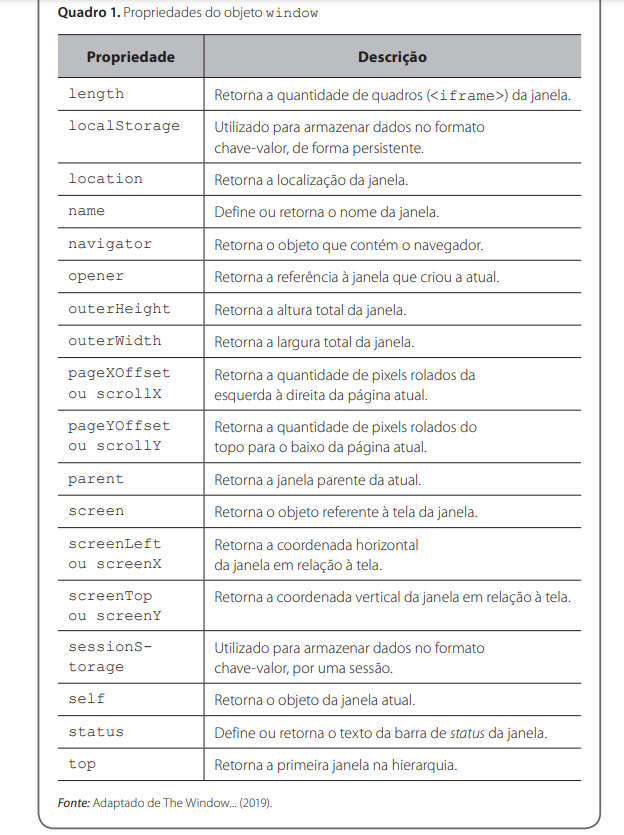 Quadro 1. Propriedades do objeto window
Propriedade Descrição
length Retorna a quantidade de quadros (<iframe>) da janela.
localStorage Utilizado para armazenar dados no formato
chave-valor, de forma persistente.
location Retorna a localização da janela.
name Define ou retorna o nome da janela.
navigator Retorna o objeto que contém o navegador.
opener Retorna a referência à janela que criou a atual.
outerHeight Retorna a altura total da janela.
outerWidth Retorna a largura total da janela.
pageXOffset Retorna a quantidade de pixels rolados da
ou scrollX esquerda à direita da página atual.
pageYOffset Retorna a quantidade de pixels rolados do
ou scrollY topo para o baixo da página atual.
parent Retorna a janela parente da atual.
screen Retorna o objeto referente à tela da janela.
screenLeft Retorna a coordenada horizontal
ou screenX da janela em relação à tela.
screenTop Retorna a coordenada vertical da janela em relação à tela.
ou screenY
sessionS- Utilizado para armazenar dados no formato
torage chave-valor, por uma sessão.
self Retorna o objeto da janela atual.
status Define ou retorna o texto da barra de status da janela.
top Retorna a primeira janela na hierarquia.
Fonte: Adaptado de The Window... (2019).